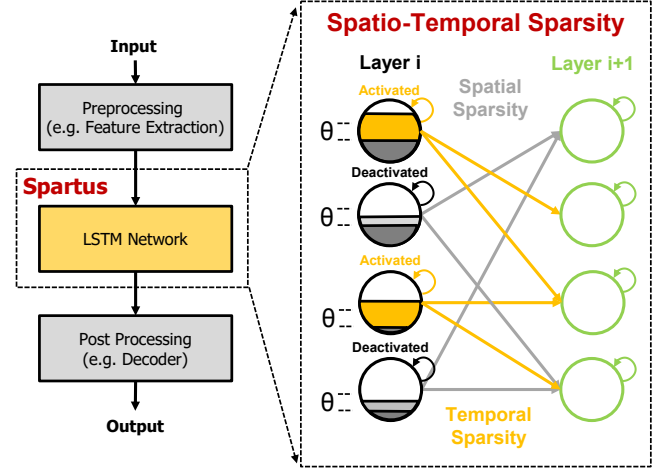 Input
Preprocessing
(e.g. Feature Extraction)
Spartus
LSTM Network
Post Processing
(e.g. Decoder)
Output
Spatio-Temporal Sparsity
Layer i
Layer i+1
Spatial
Sparsity
Activated
θ
Deactivated
θ
Activated
θ
Deactivated
θ
Temporal
Sparsity